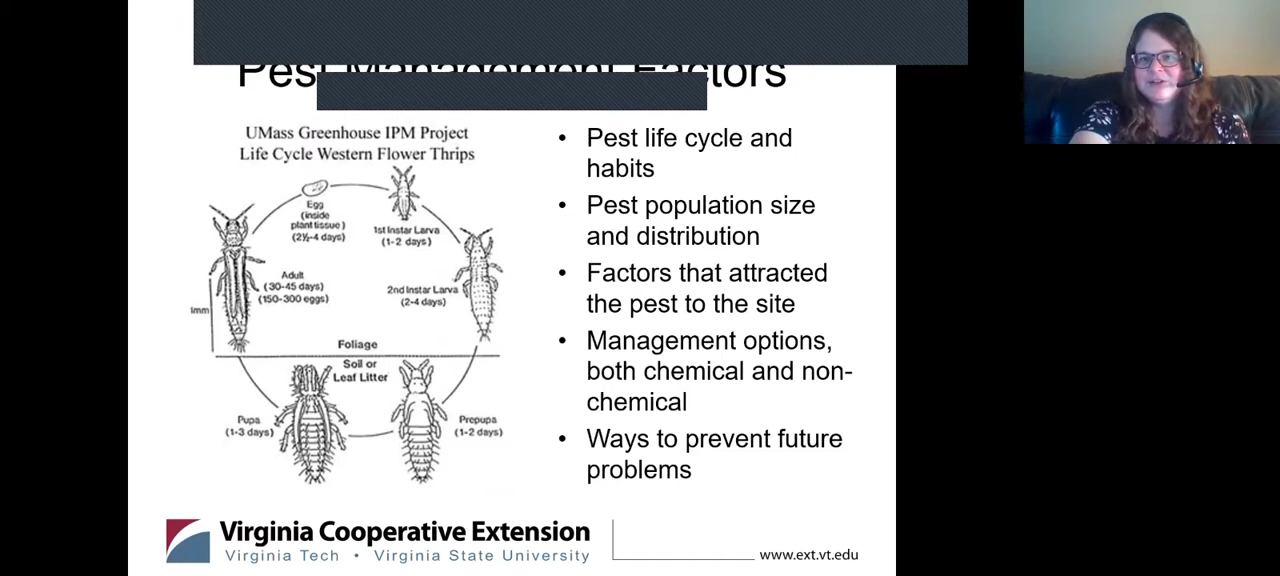 Pest Management Factors
UMass Greenhouse IPM Project
Life Cycle Western Flower Thrips
Egg
(inside
plant tissue)
(2½-4 days)
1st Instar Larva
(1-2 days)
2nd Instar Larva
(2-4 days)
Adult
(30-45 days)
(150-300 eggs)
1mm
Foliage
Soil or
Leaf Litter
Pupa
(1-3 days)
Prepupa
(1-2 days)
• Pest life cycle and
habits
• Pest population size
and distribution
• Factors that attracted
the pest to the site
• Management options,
both chemical and non-
chemical
• Ways to prevent future
problems
Virginia Cooperative Extension
Virginia Tech • Virginia State University
www.ext.vt.edu